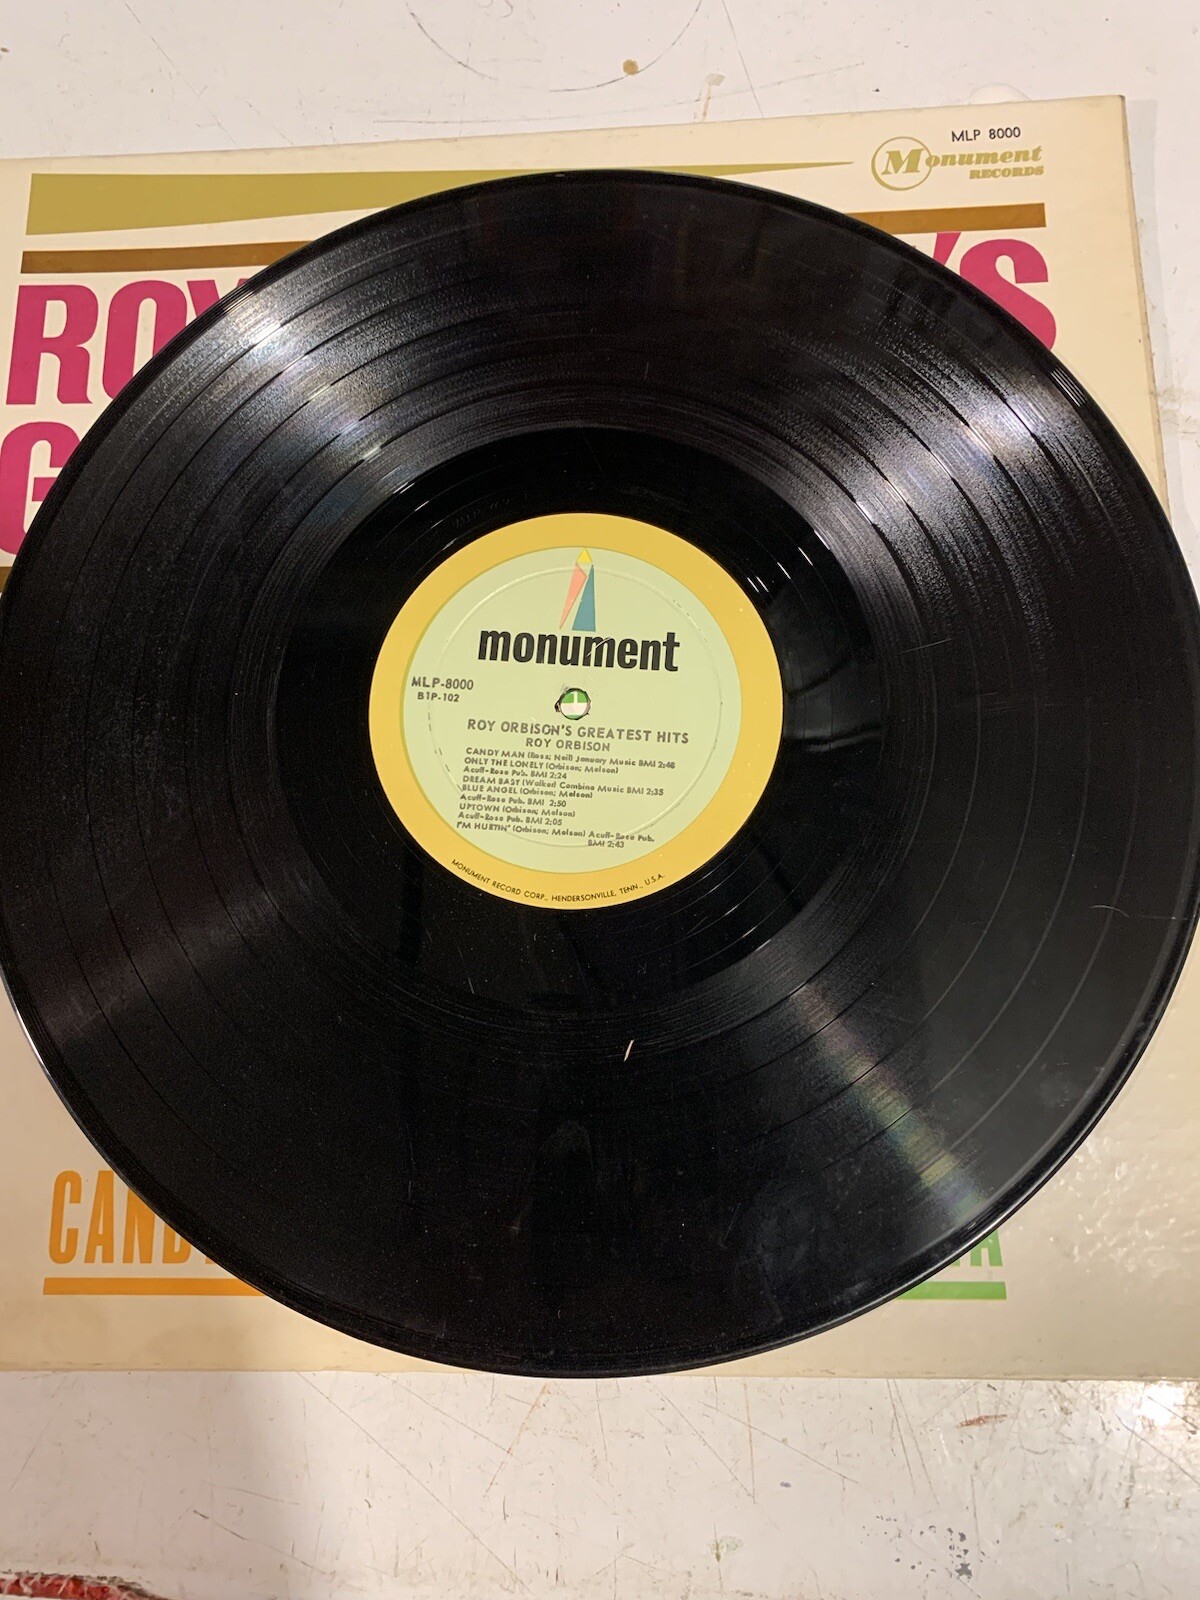 MLP 8000
Monument
RECORDS
ROY 'S
G
monument
MLP-8000
B1P-102
ROY ORBISON'S GREATEST HITS
ROY ORBISON
CANDY MAN (Ross; Neil) January Music BMI 2:48
ONLY THE LONELY (Orbison; Melson)
Acuff-Rose Pub. BMI 2:24
DREAM BABY (Walker) Combine Music BMI 2:35
BLUE ANGEL (Orbison; Melson)
Acuff-Rose Pub. BMI 2:50
UPTOWN (Orbison; Melson)
Acuff-Rose Pub. BMI 2:05
I'M HURTIN' (Orbison; Melson) Acuff-Rose Pub.
BMI 2:43
MONUMENT RECORD CORP., HENDERSONVILLE, TENN., U.S.A.
CAND A